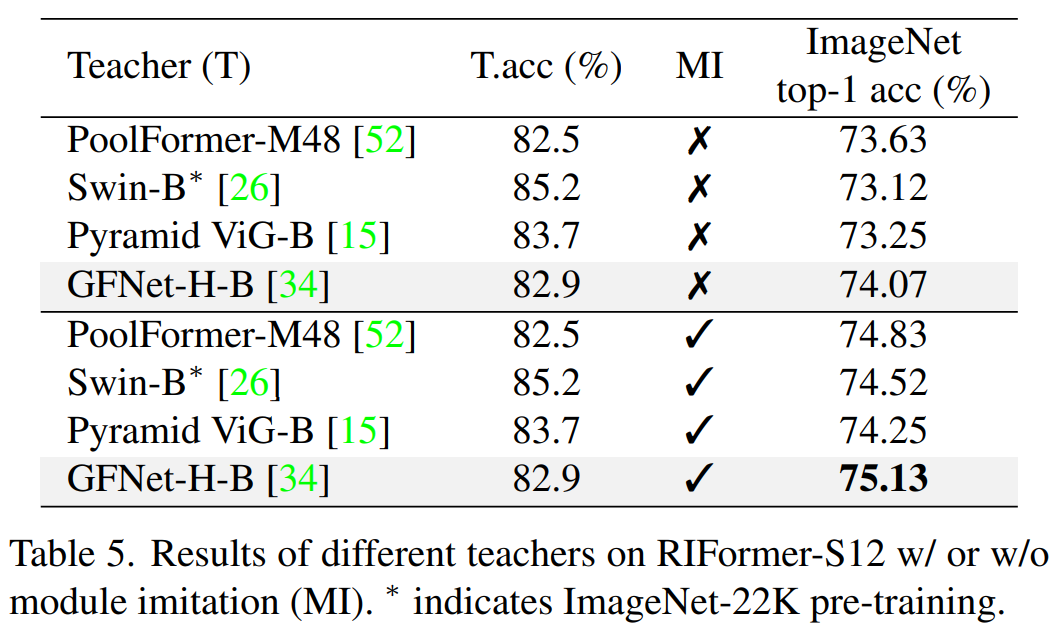 Teacher (T) T.acc (%) MI ImageNet top-1 acc (%)
PoolFormer-M48 [52] 82.5 ✗ 73.63
Swin-B* [26] 85.2 ✗ 73.12
Pyramid ViG-B [15] 83.7 ✗ 73.25
GFNet-H-B [34] 82.9 ✗ 74.07
PoolFormer-M48 [52] 82.5 ✓ 74.83
Swin-B* [26] 85.2 ✓ 74.52
Pyramid ViG-B [15] 83.7 ✓ 74.25
GFNet-H-B [34] 82.9 ✓ 75.13
Table 5. Results of different teachers on RIFormer-S12 w/ or w/o
module imitation (MI). * indicates ImageNet-22K pre-training.